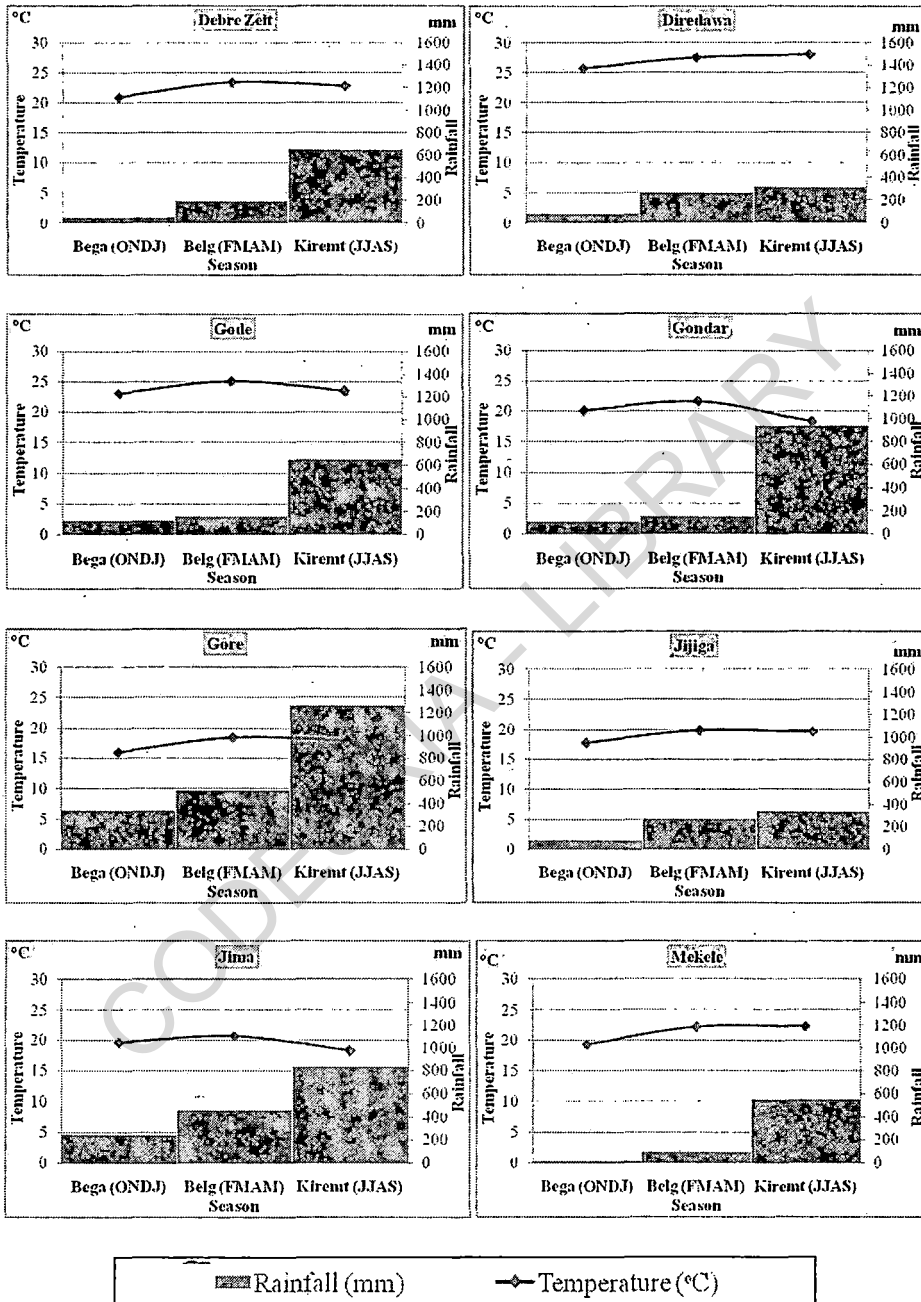 °C Debre Zeit mm
30 1600
25 1400
20 1200
15 1000
10 800
5 600
0 400
200
0
Temperature
Rainfall
Bega (ONDJ) Belg (FMAM) Kiremt (JJAS)
Season
°C Diredawa mm
30 1600
25 1400
20 1200
15 1000
10 800
5 600
0 400
200
0
Temperature
Rainfall
Bega (ONDJ) Belg (FMAM) Kiremt (JJAS)
Season
°C Gode mm
30 1600
25 1400
20 1200
15 1000
10 800
5 600
0 400
200
0
Temperature
Rainfall
Bega (ONDJ) Belg (FMAM) Kiremt (JJAS)
Season
°C Gondar mm
30 1600
25 1400
20 1200
15 1000
10 800
5 600
0 400
200
0
Temperature
Rainfall
Bega (ONDJ) Belg (FMAM) Kiremt (JJAS)
Season
°C Gore mm
30 1600
25 1400
20 1200
15 1000
10 800
5 600
0 400
200
0
Temperature
Rainfall
Bega (ONDJ) Belg (FMAM) Kiremt (JJAS)
Season
°C Jijiga mm
30 1600
25 1400
20 1200
15 1000
10 800
5 600
0 400
200
0
Temperature
Rainfall
Bega (ONDJ) Belg (FMAM) Kiremt (JJAS)
Season
°C Jima mm
30 1600
25 1400
20 1200
15 1000
10 800
5 600
0 400
200
0
Temperature
Rainfall
Bega (ONDJ) Belg (FMAM) Kiremt (JJAS)
Season
°C Mekele mm
30 1600
25 1400
20 1200
15 1000
10 800
5 600
0 400
200
0
Temperature
Rainfall
Bega (ONDJ) Belg (FMAM) Kiremt (JJAS)
Season
Rainfall (mm) Temperature (°C)
CODESRIA - LIBRARY